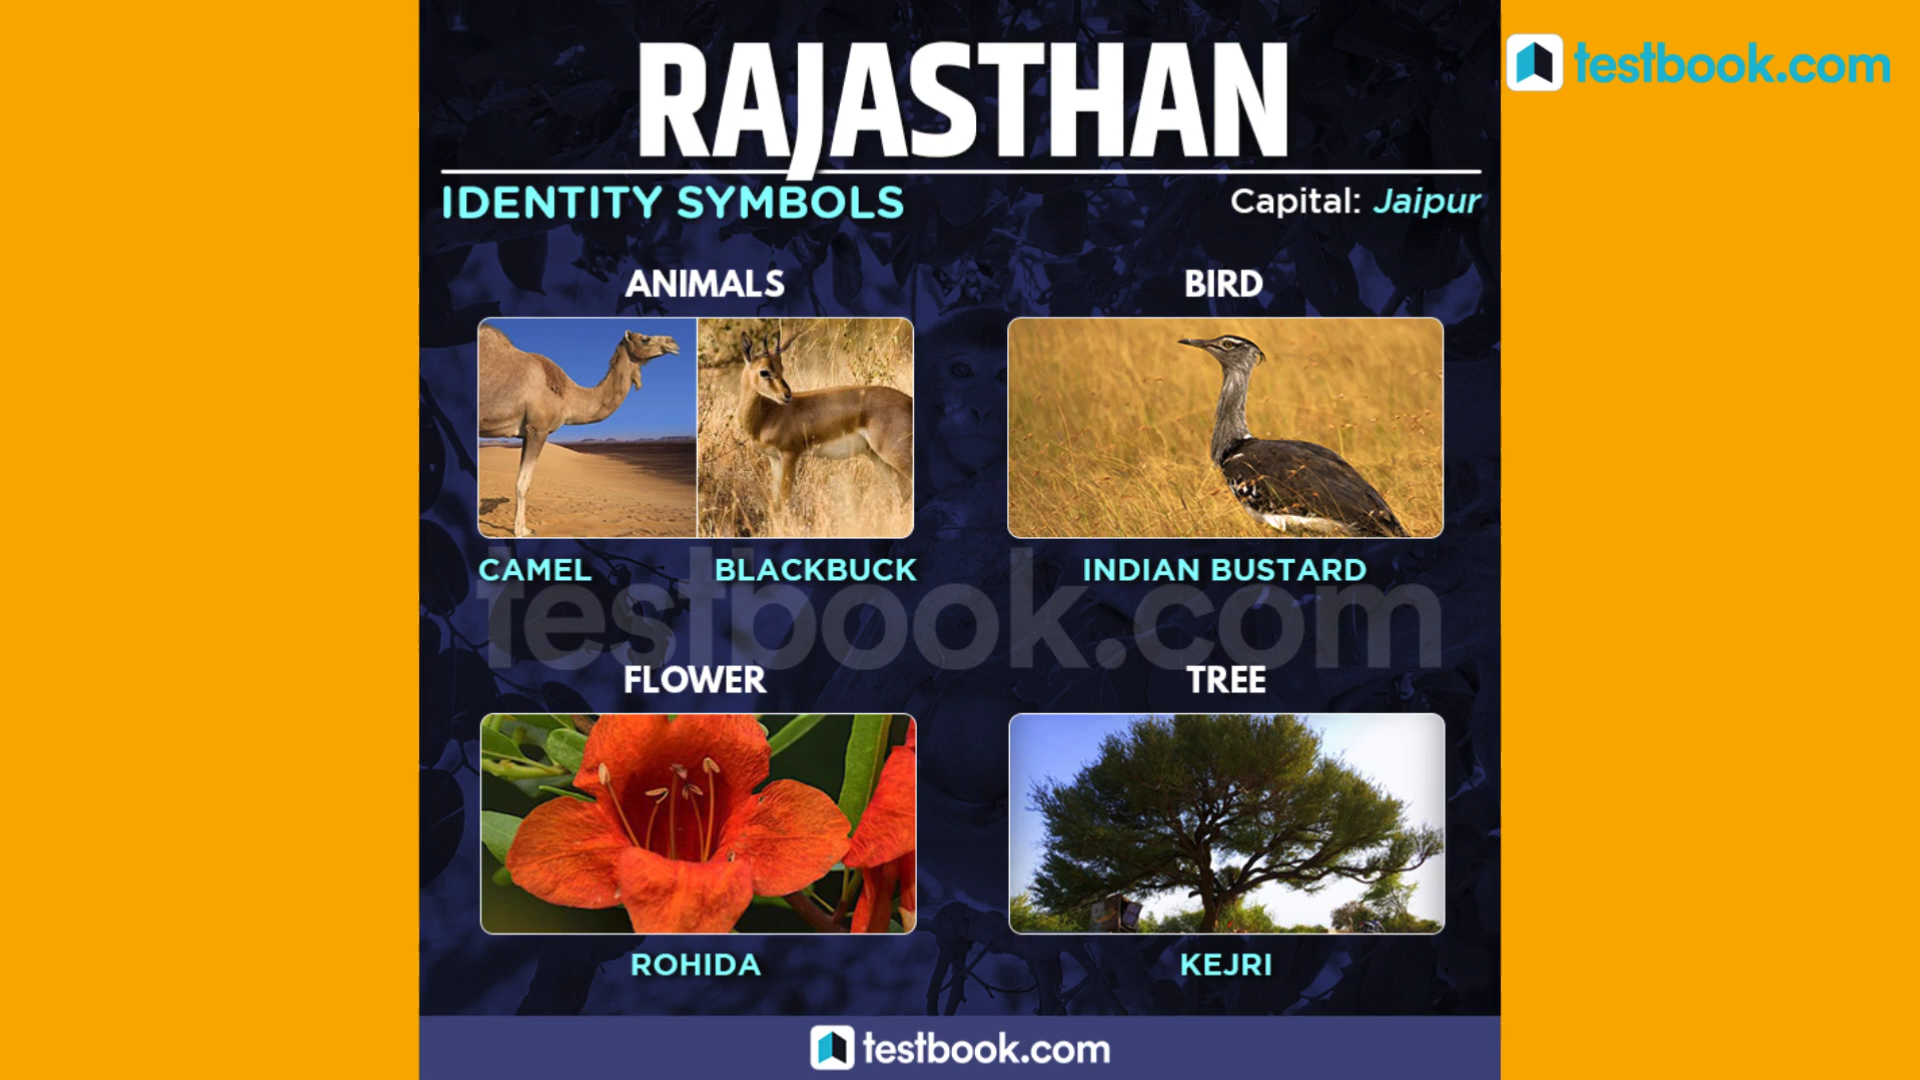 testbook.com
RAJASTHAN
IDENTITY SYMBOLS
Capital: Jaipur
ANIMALS
BIRD
CAMEL
BLACKBUCK
INDIAN BUSTARD
testbook.com
FLOWER
TREE
ROHIDA
KEJRI
testbook.com